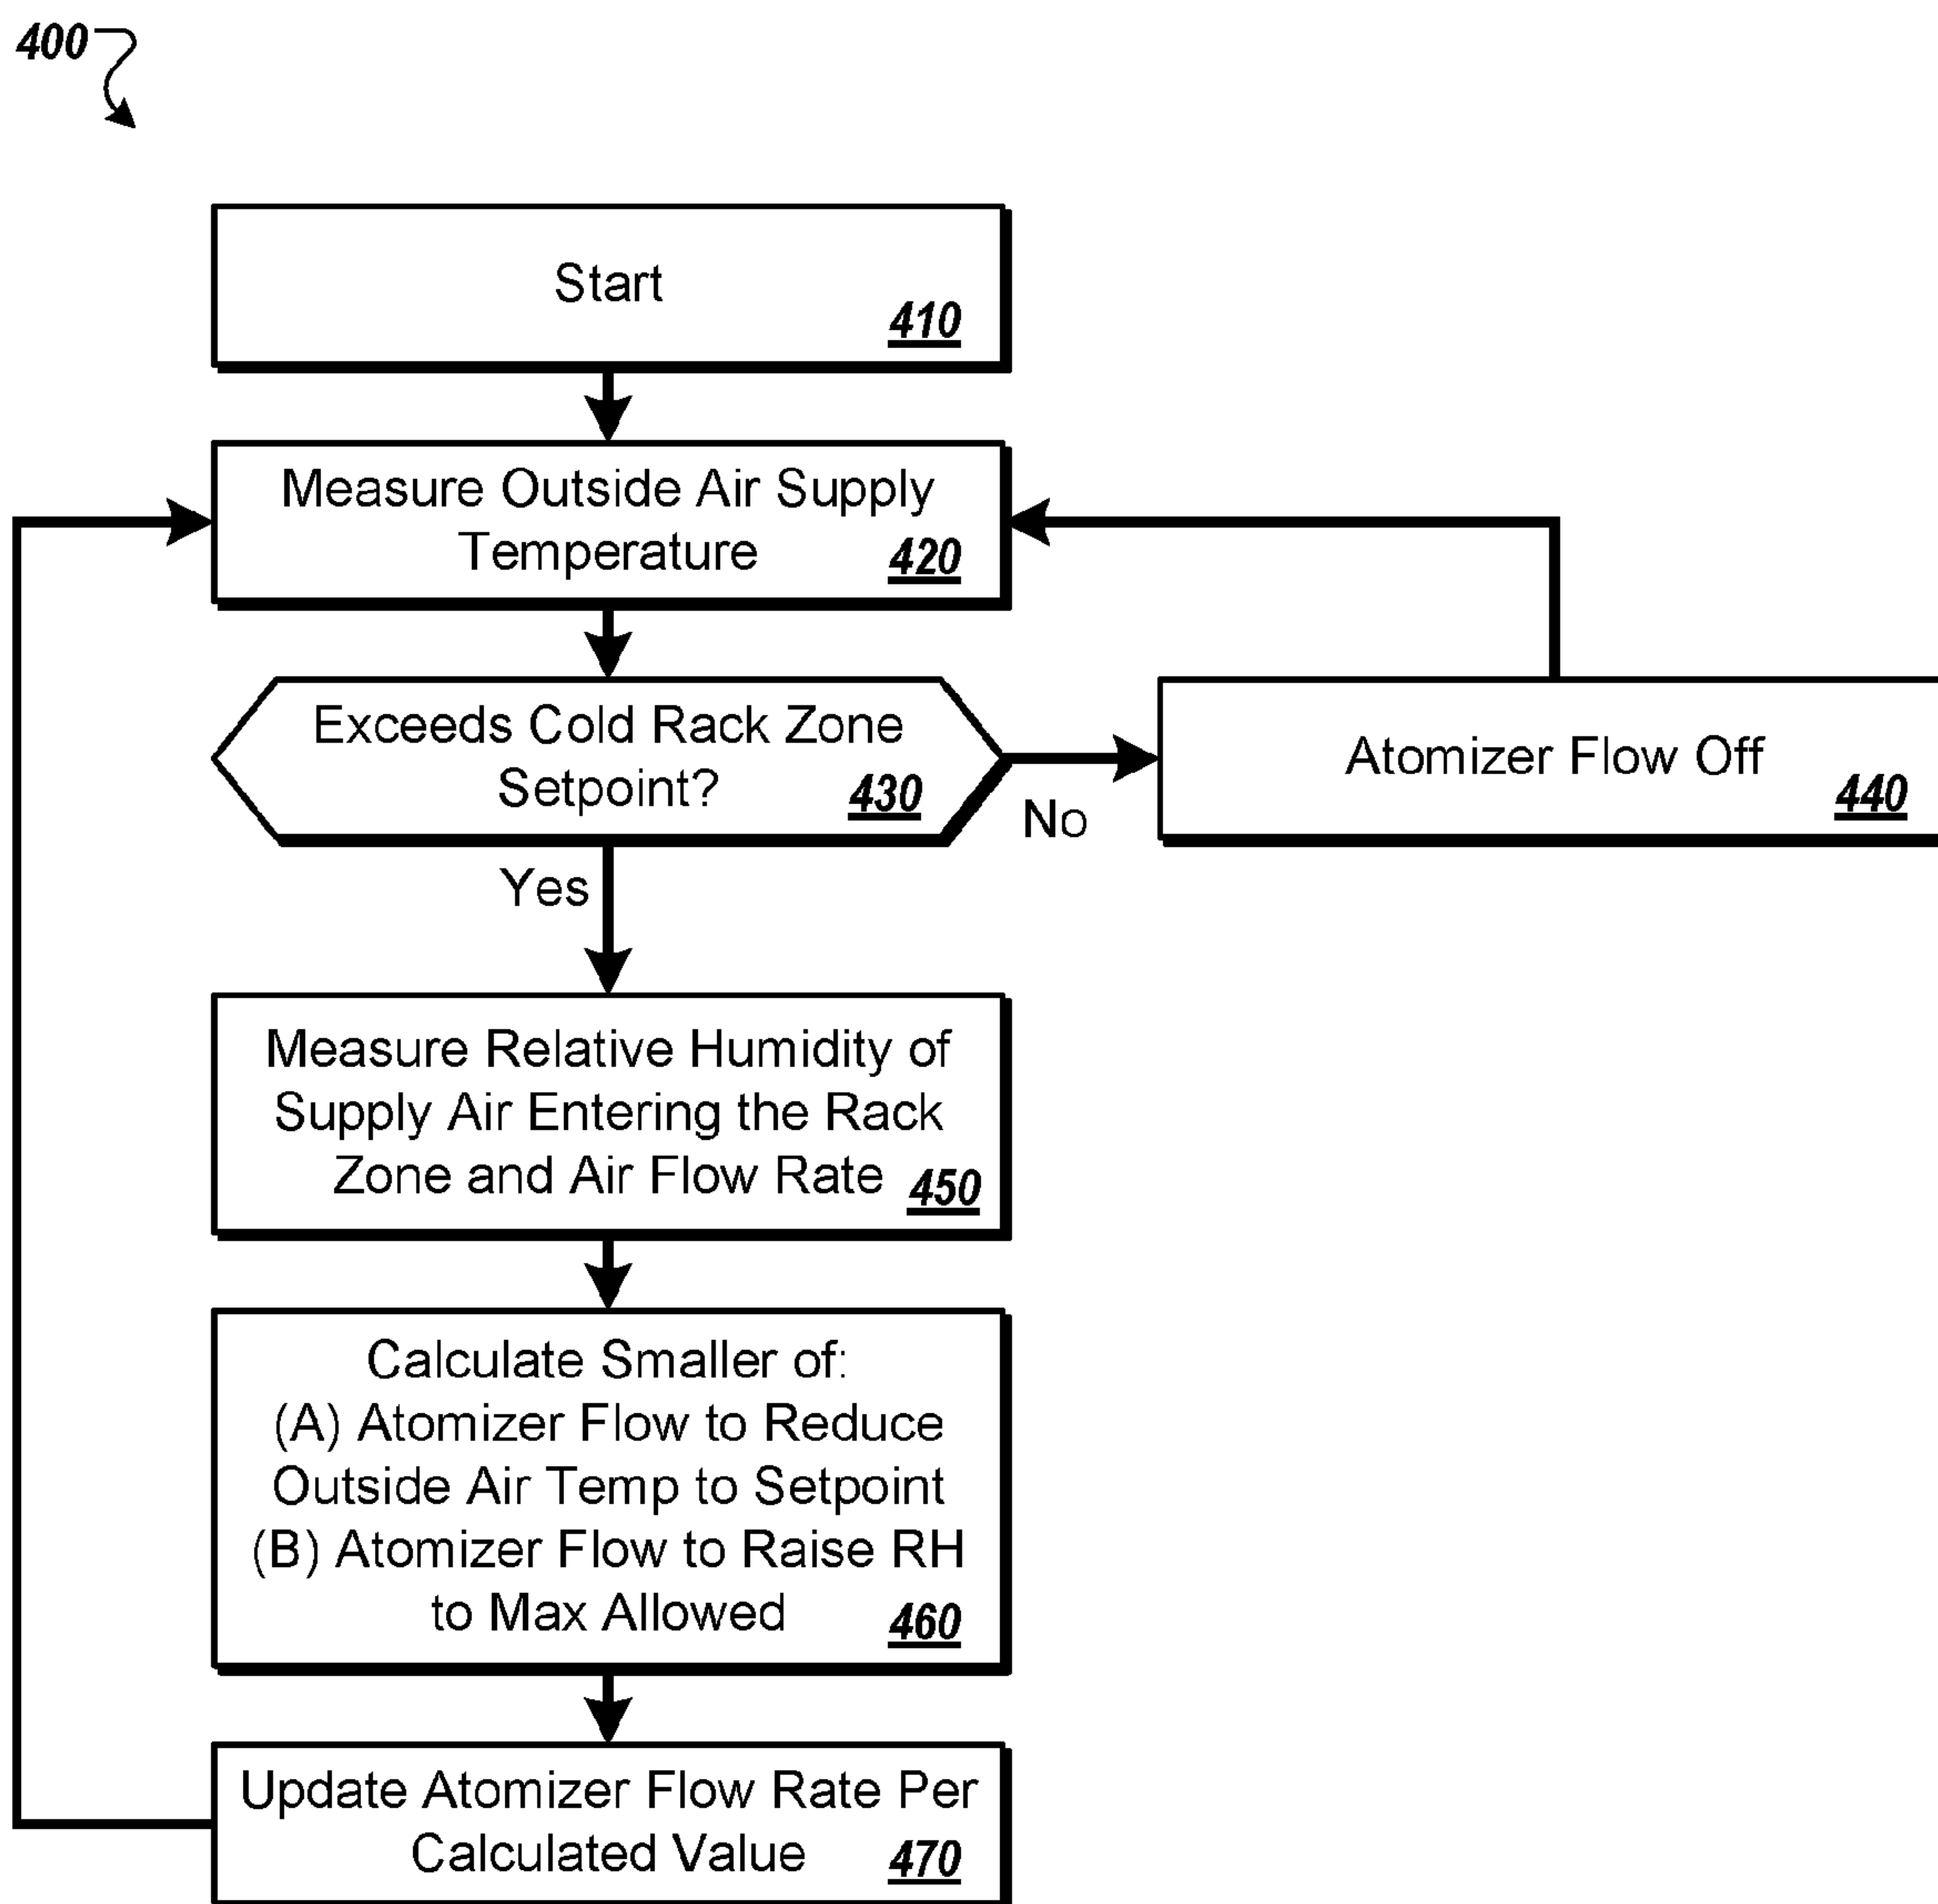 400
Start
410
Measure Outside Air Supply
Temperature
420
Exceeds Cold Rack Zone
Setpoint?
430
No
Atomizer Flow Off
440
Yes
Measure Relative Humidity of
Supply Air Entering the Rack
Zone and Air Flow Rate
450
Calculate Smaller of:
(A) Atomizer Flow to Reduce
Outside Air Temp to Setpoint
(B) Atomizer Flow to Raise RH
to Max Allowed
460
Update Atomizer Flow Rate Per
Calculated Value
470